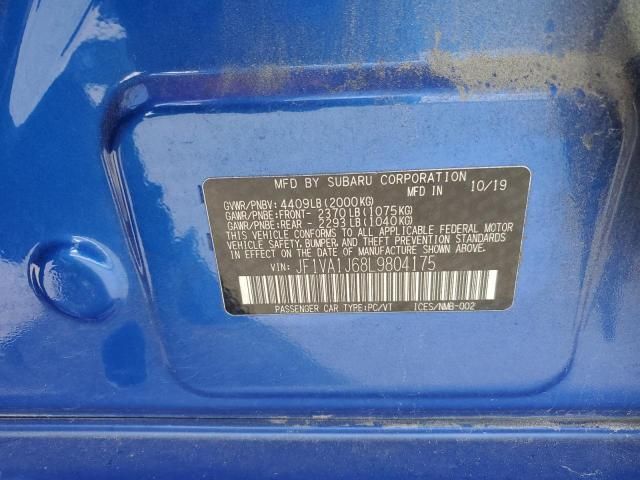 MFD BY SUBARU CORPORATION
MFD IN 10/19
GVWR/PNBV: 4409LB(2000KG)
GAWR/PNBE:FRONT- 2370LB(1075KG)
GAWR/PNBE:REAR - 2293LB(1040KG)
THIS VEHICLE CONFORMS TO ALL APPLICABLE FEDERAL MOTOR
VEHICLE SAFETY, BUMPER, AND THEFT PREVENTION STANDARDS
IN EFFECT ON THE DATE OF MANUFACTURE SHOWN ABOVE.
VIN: JF1VA1J68L9804175
PASSENGER CAR TYPE:PC/VT ICES/NMB-002